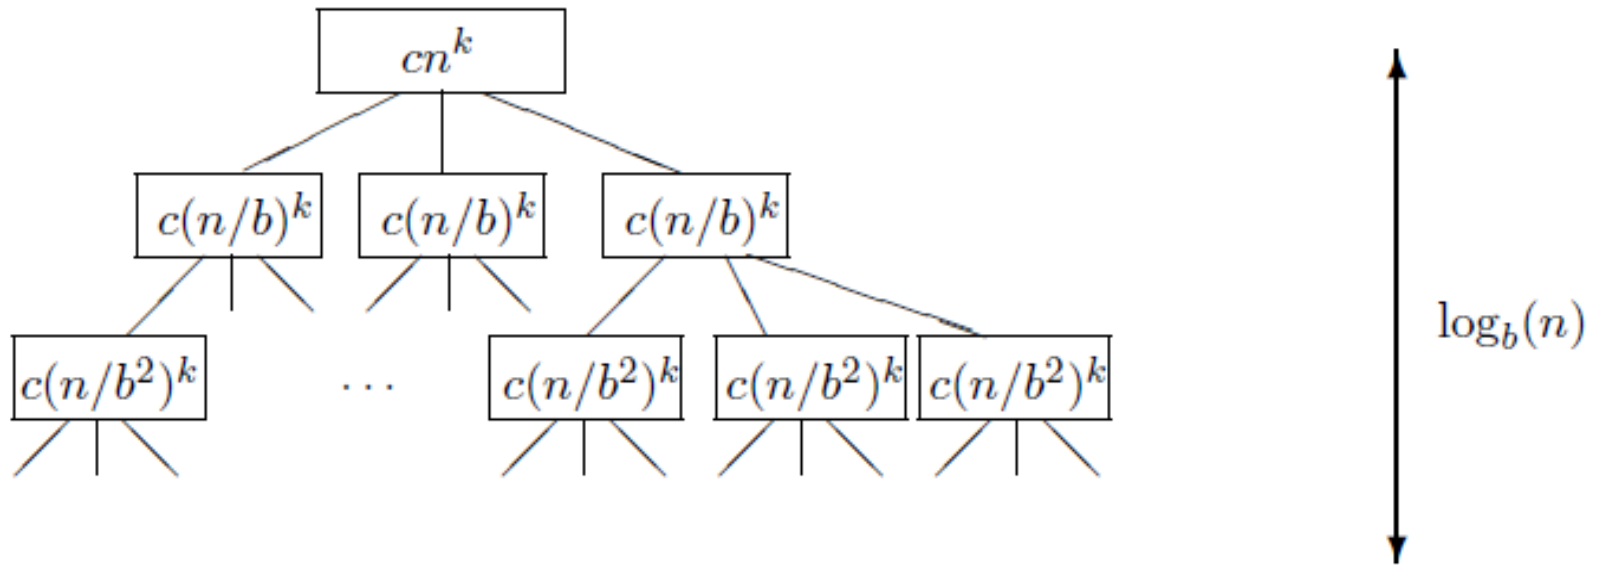 cn^k
c(n/b)^k c(n/b)^k c(n/b)^k
log_b(n)
c(n/b^2)^k ... c(n/b^2)^k c(n/b^2)^k c(n/b^2)^k